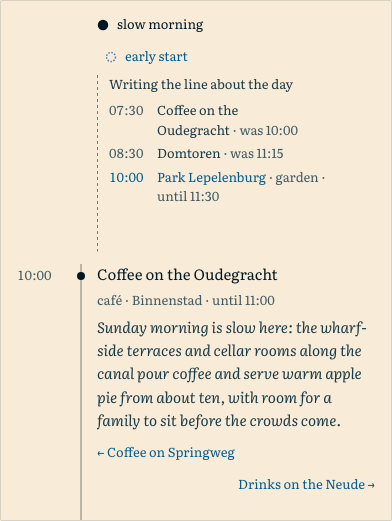 slow morning
early start
Writing the line about the day
07:30 Coffee on the
Oudegracht · was 10:00
08:30 Domtoren · was 11:15
10:00 Park Lepelenburg · garden ·
until 11:30
10:00 Coffee on the Oudegracht
café · Binnenstad · until 11:00
Sunday morning is slow here: the wharf-
side terraces and cellar rooms along the
canal pour coffee and serve warm apple
pie from about ten, with room for a
family to sit before the crowds come.
← Coffee on Springweg
Drinks on the Neude →